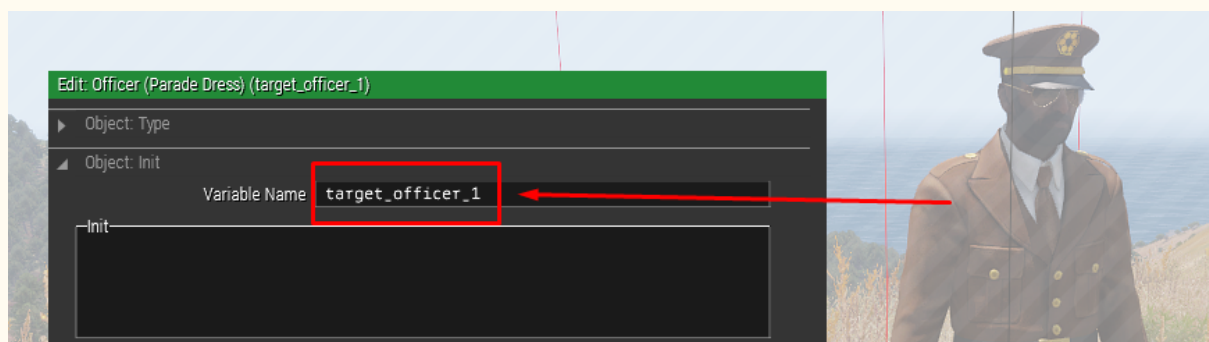 Edit: Officer (Parade Dress) (target_officer_1)
Object: Type
Object: Init
Variable Name target_officer_1
Init